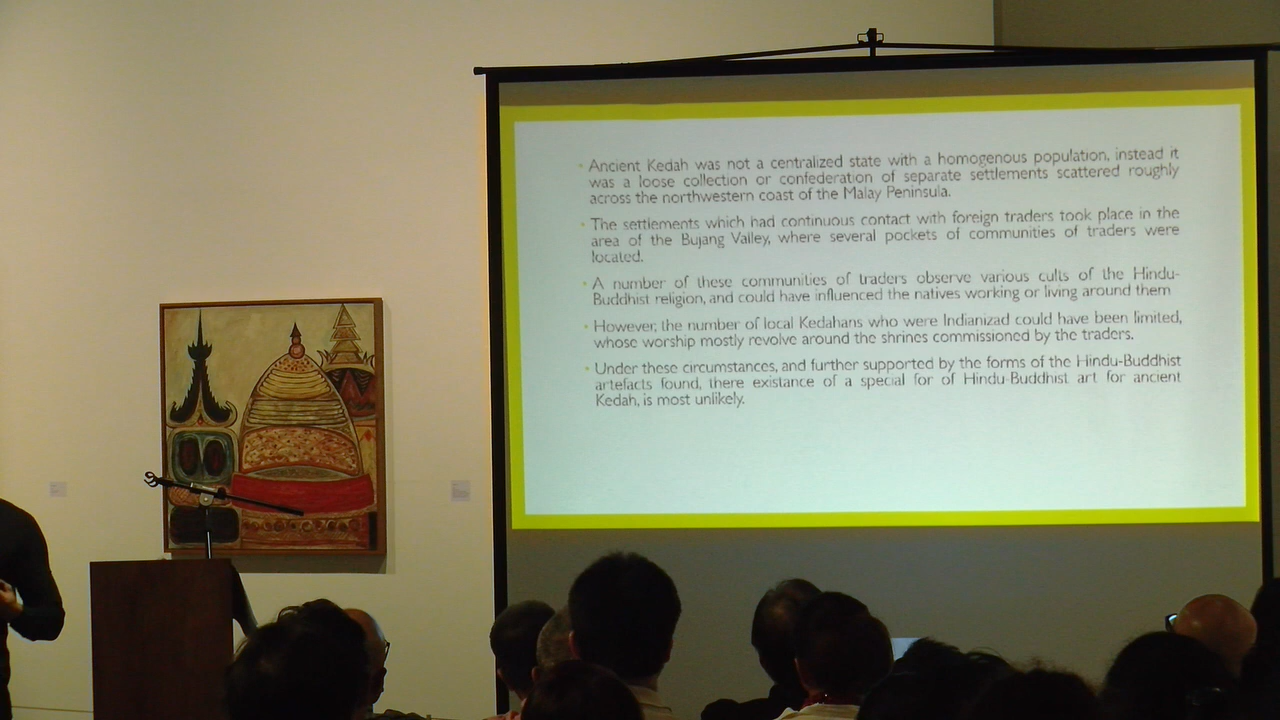 Ancient Kedah was not a centralized state with a homogenous population, instead it
was a loose collection or confederation of separate settlements scattered roughly
across the northwestern coast of the Malay Peninsula.
The settlements which had continuous contact with foreign traders took place in the
area of the Bujang Valley, where several pockets of communities of traders were
located.
A number of these communities of traders observe various cults of the Hindu-
Buddhist religion, and could have influenced the natives working or living around them
However, the number of local Kedahans who were Indianizad could have been limited,
whose worship mostly revolve around the shrines commissioned by the traders.
Under these circumstances, and further supported by the forms of the Hindu-Buddhist
artefacts found, there existance of a special for of Hindu-Buddhist art for ancient
Kedah, is most unlikely.